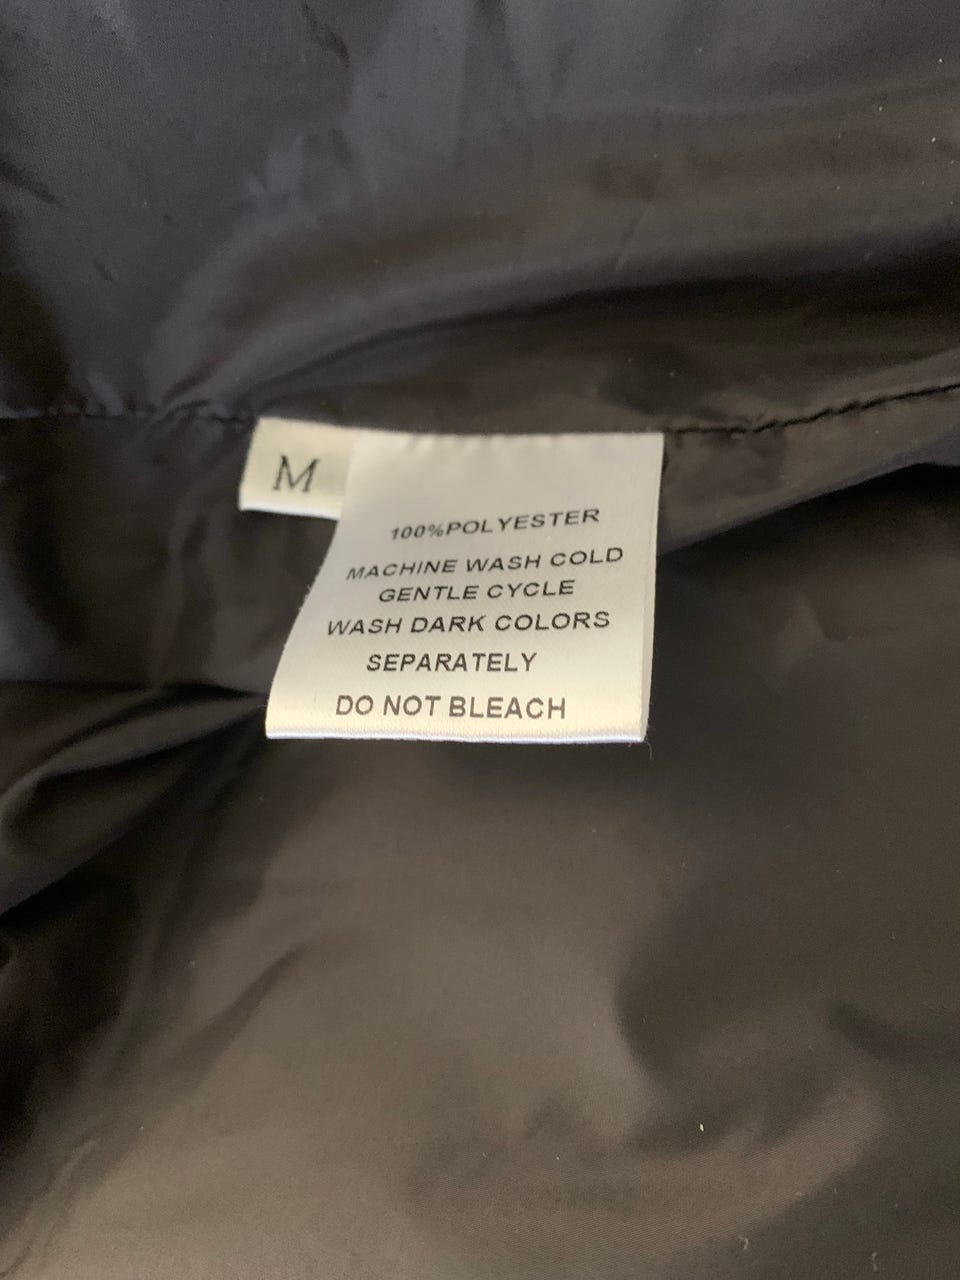 M
100%POLYESTER
MACHINE WASH COLD
GENTLE CYCLE
WASH DARK COLORS
SEPARATELY
DO NOT BLEACH